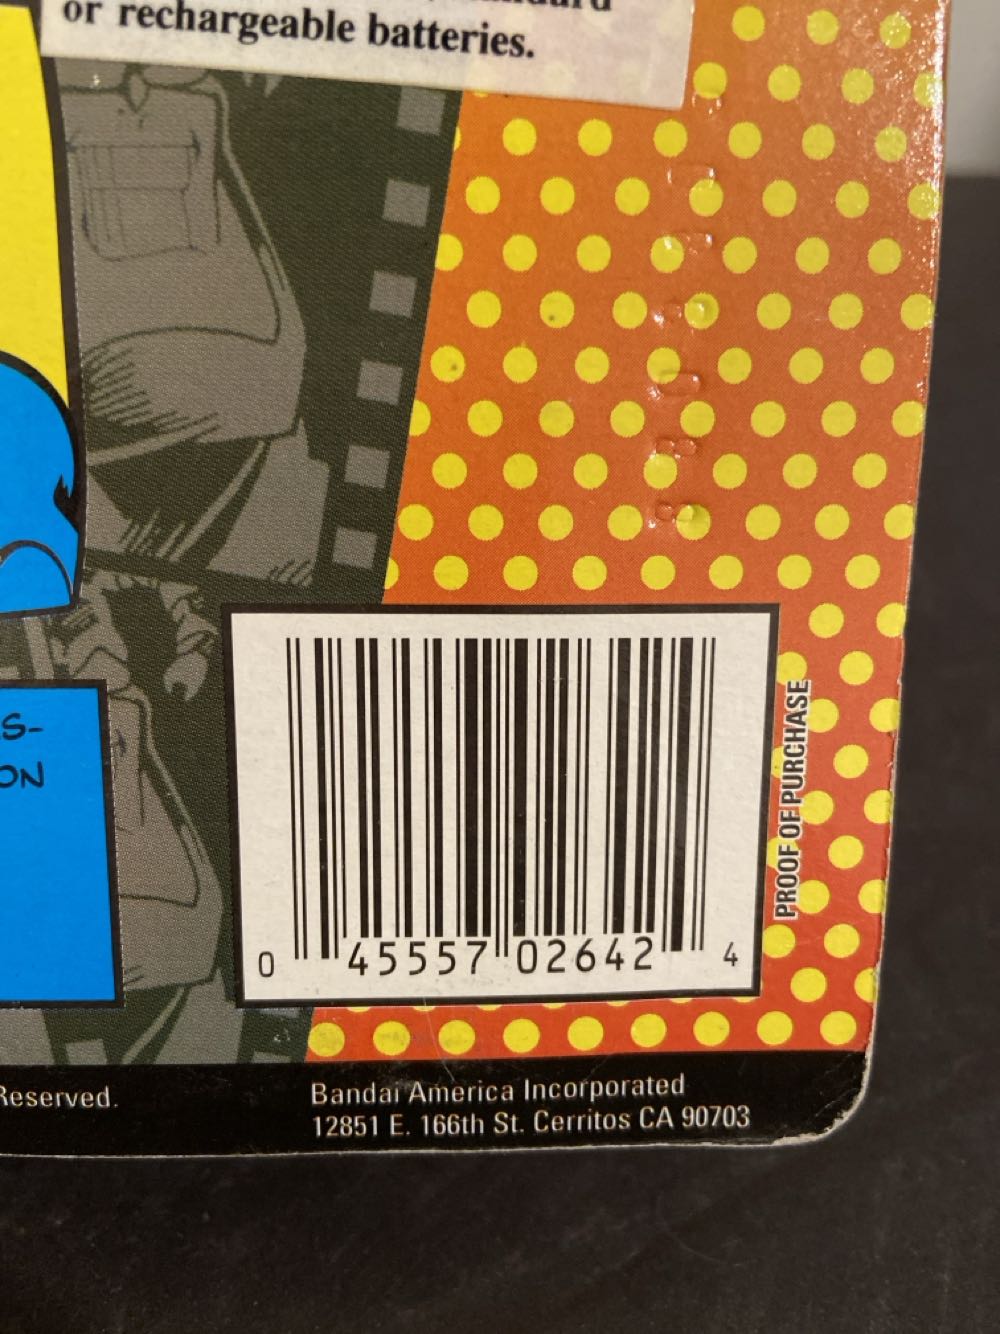 or rechargeable batteries.
S-
ON
PROOF OF PURCHASE
0 45557 02642 4
Reserved.
Bandai America Incorporated
12851 E. 166th St. Cerritos CA 90703